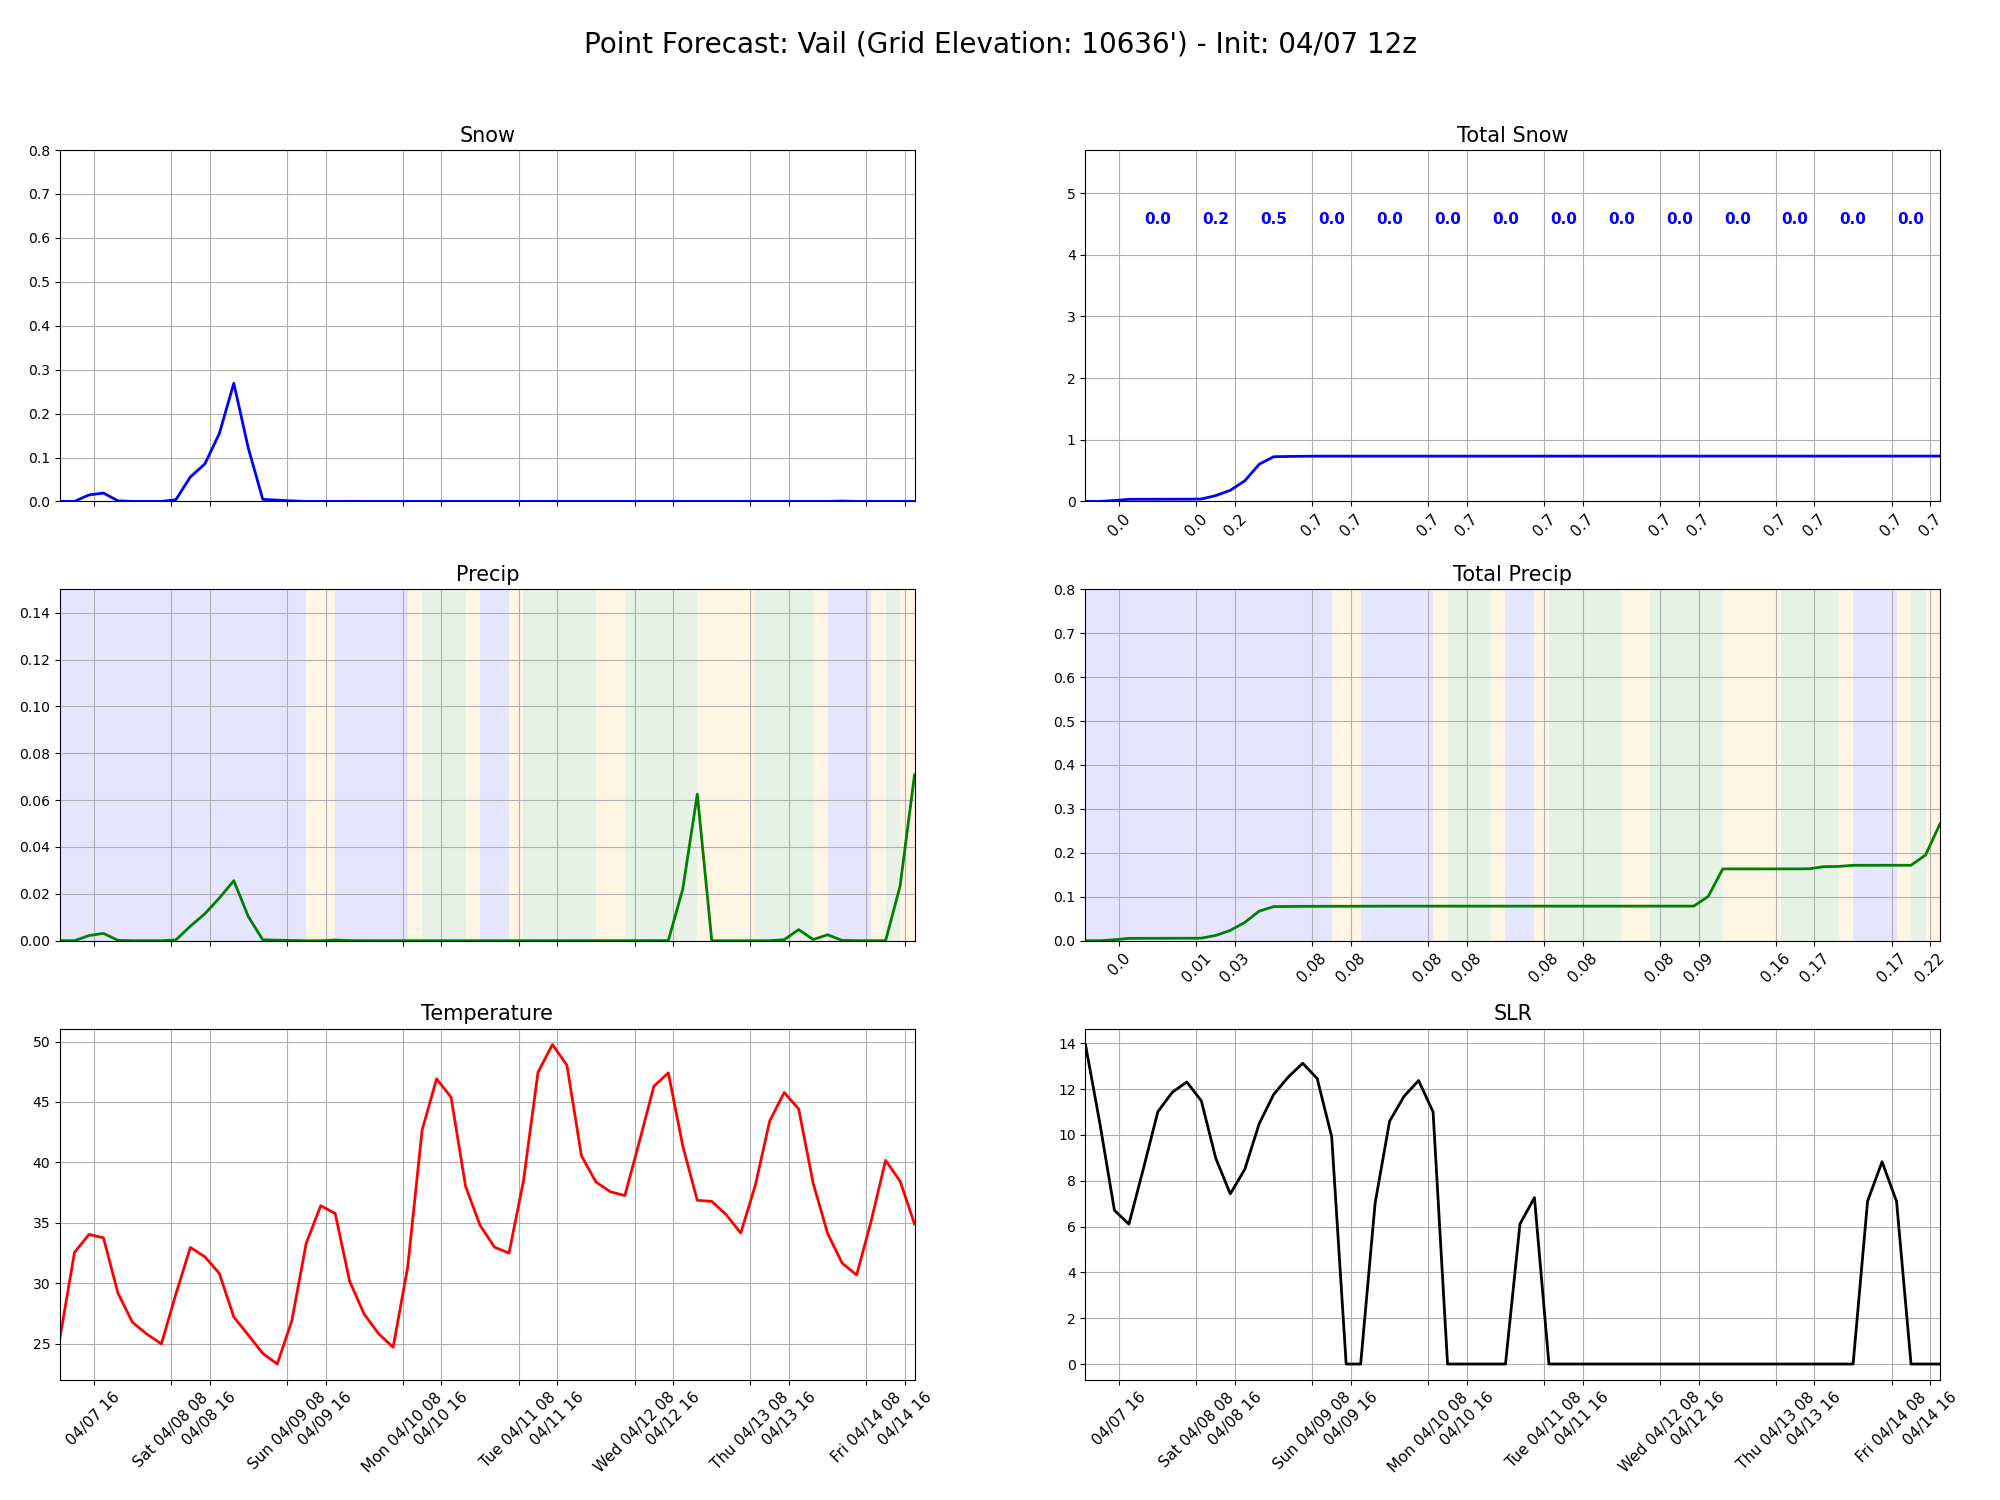 Point Forecast: Vail (Grid Elevation: 10636') - Init: 04/07 12z
Snow
0.8
0.7
0.6
0.5
0.4
0.3
0.2
0.1
0.0
Total Snow
5
4
3
2
1
0
0.0 0.2 0.5 0.0 0.0 0.0 0.0 0.0 0.0 0.0 0.0 0.0 0.0 0.0
0.0 0.0 0.2 0.7 0.7 0.7 0.7 0.7 0.7 0.7 0.7 0.7 0.7 0.7 0.7
Precip
0.14
0.12
0.10
0.08
0.06
0.04
0.02
0.00
Total Precip
0.8
0.7
0.6
0.5
0.4
0.3
0.2
0.1
0.0
0.0 0.01 0.03 0.08 0.08 0.08 0.08 0.08 0.08 0.08 0.09 0.16 0.17 0.17 0.22
Temperature
50
45
40
35
30
25
04/07 16
Sat 04/08 08
04/08 16
Sun 04/09 08
04/09 16
Mon 04/10 08
04/10 16
Tue 04/11 08
04/11 16
Wed 04/12 08
04/12 16
Thu 04/13 08
04/13 16
Fri 04/14 08
04/14 16
SLR
14
12
10
8
6
4
2
0
04/07 16
Sat 04/08 08
04/08 16
Sun 04/09 08
04/09 16
Mon 04/10 08
04/10 16
Tue 04/11 08
04/11 16
Wed 04/12 08
04/12 16
Thu 04/13 08
04/13 16
Fri 04/14 08
04/14 16